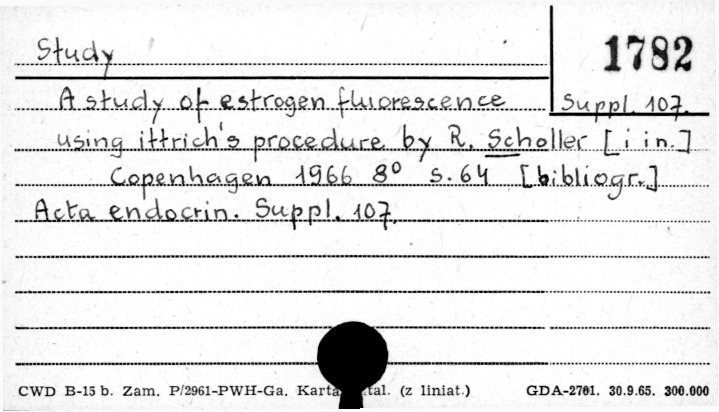 Study
1782
A study of estrogen fluorescence
Suppl. 107.
using ittrich's procedure by R. Scholler [i in.]
Copenhagen 1966 8° s. 64 [bibliogr.]
Acta endocrin. Suppl. 107.
CWD B-15 b. Zam. P/2961-PWH-Ga. Karta tal. (z liniat.) GDA-2701. 30.9.65. 300.000